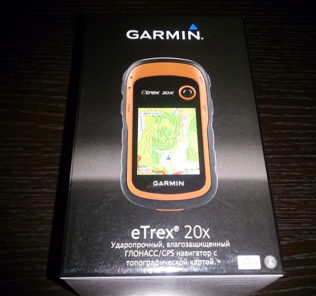 GARMIN.
eTrex 20x
GARMIN
eTrex® 20x
Ударопрочный, влагозащищенный
ГЛОНАСС/GPS навигатор с
топографической картой.